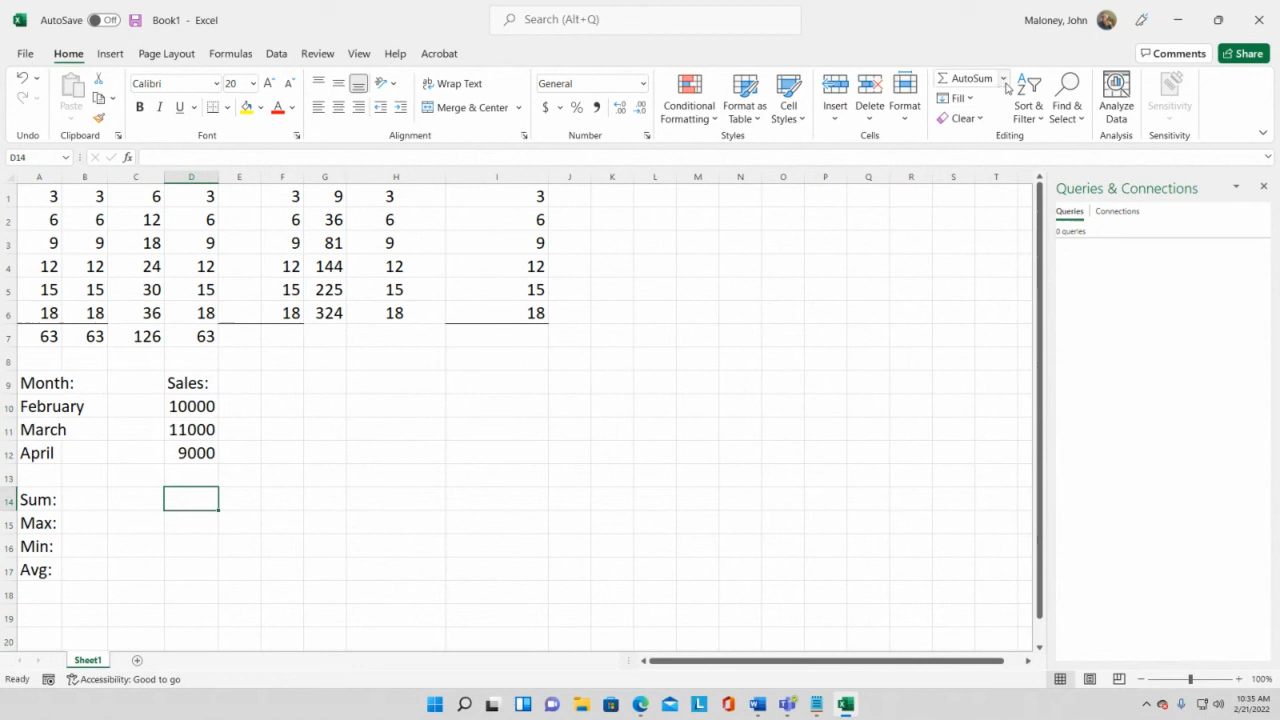 AutoSave Off Book1 - Excel Search (Alt+Q) Maloney, John
File Home Insert Page Layout Formulas Data Review View Help Acrobat Comments Share
Calibri 20 Wrap Text General AutoSum
Paste B I U Merge & Center $ % Conditional Formatting Format as Table Cell Styles Insert Delete Format Fill Sort & Filter Find & Select Analyze Data Sensitivity
Clear
Undo Clipboard Font Alignment Number Styles Cells Editing Analysis Sensitivity
D14 fx
A B C D E F G H I J K L M N O P Q R S T
1 3 3 6 3 3 9 3 3
2 6 6 12 6 6 36 6 6
3 9 9 18 9 9 81 9 9
4 12 12 24 12 12 144 12 12
5 15 15 30 15 15 225 15 15
6 18 18 36 18 18 324 18 18
7 63 63 126 63
8
9 Month: Sales:
10 February 10000
11 March 11000
12 April 9000
13
14 Sum:
15 Max:
16 Min:
17 Avg:
18
19
20
Queries & Connections
Queries Connections
0 queries
Sheet1
Ready Accessibility: Good to go 100%
10:35 AM
2/21/2022